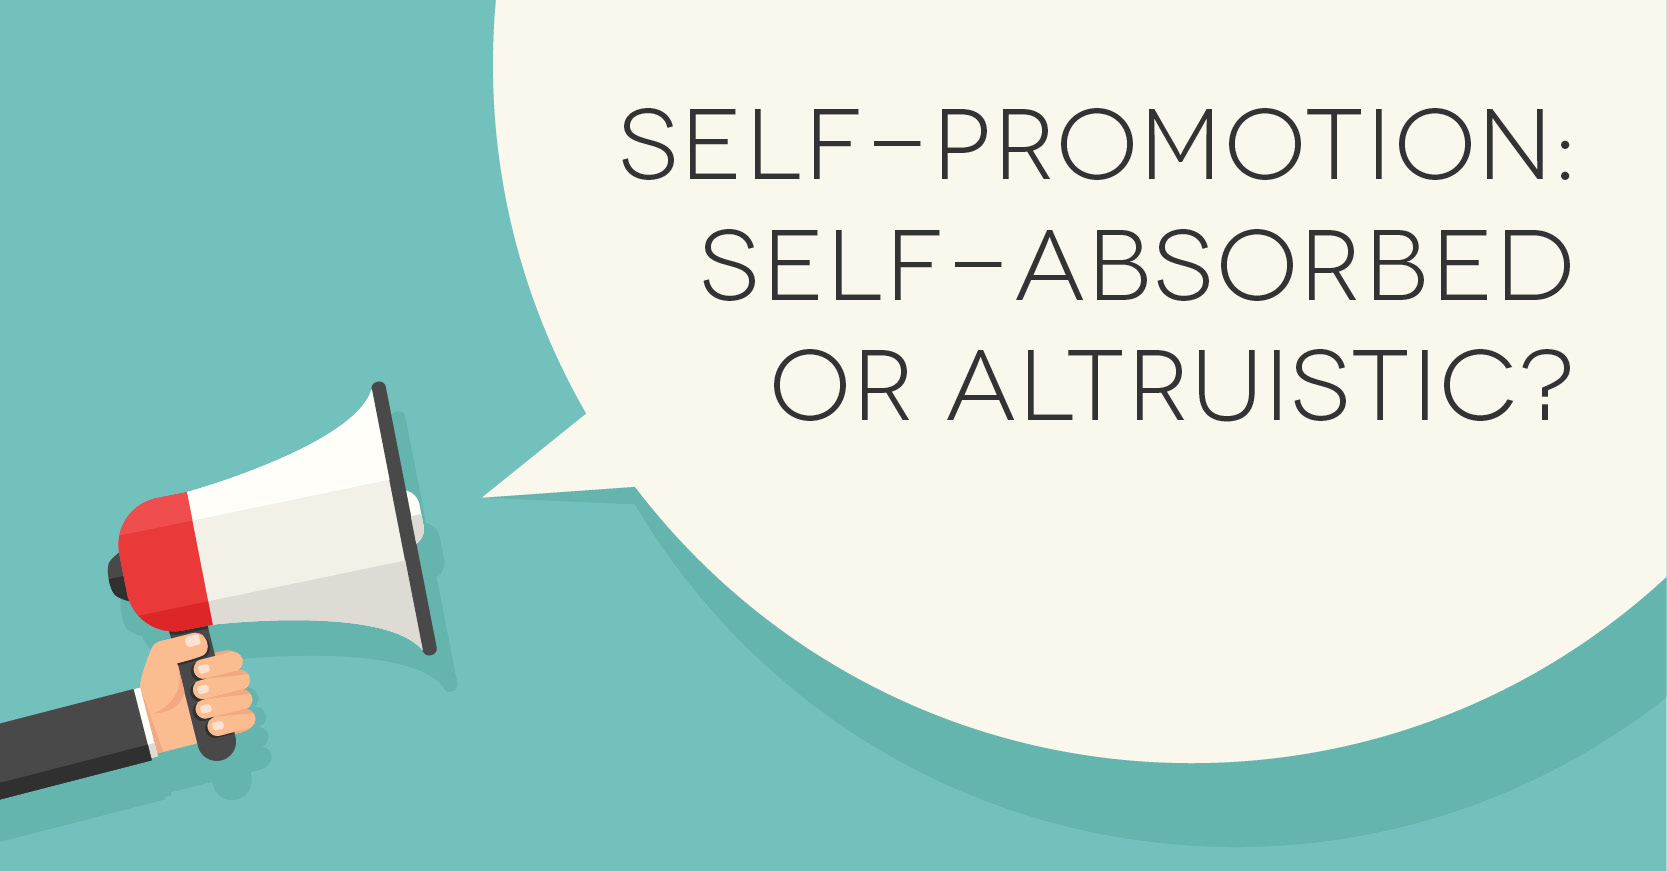 SELF-PROMOTION:
SELF-ABSORBED
OR ALTRUISTIC?